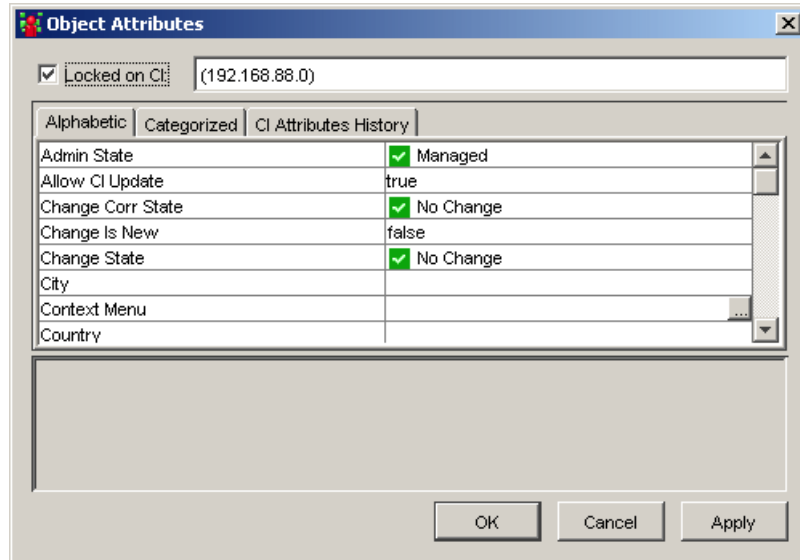 Object Attributes
Locked on CI: (192.168.88.0)
Alphabetic Categorized CI Attributes History
Admin State Managed
Allow CI Update true
Change Corr State No Change
Change Is New false
Change State No Change
City
Context Menu ...
Country
OK Cancel Apply